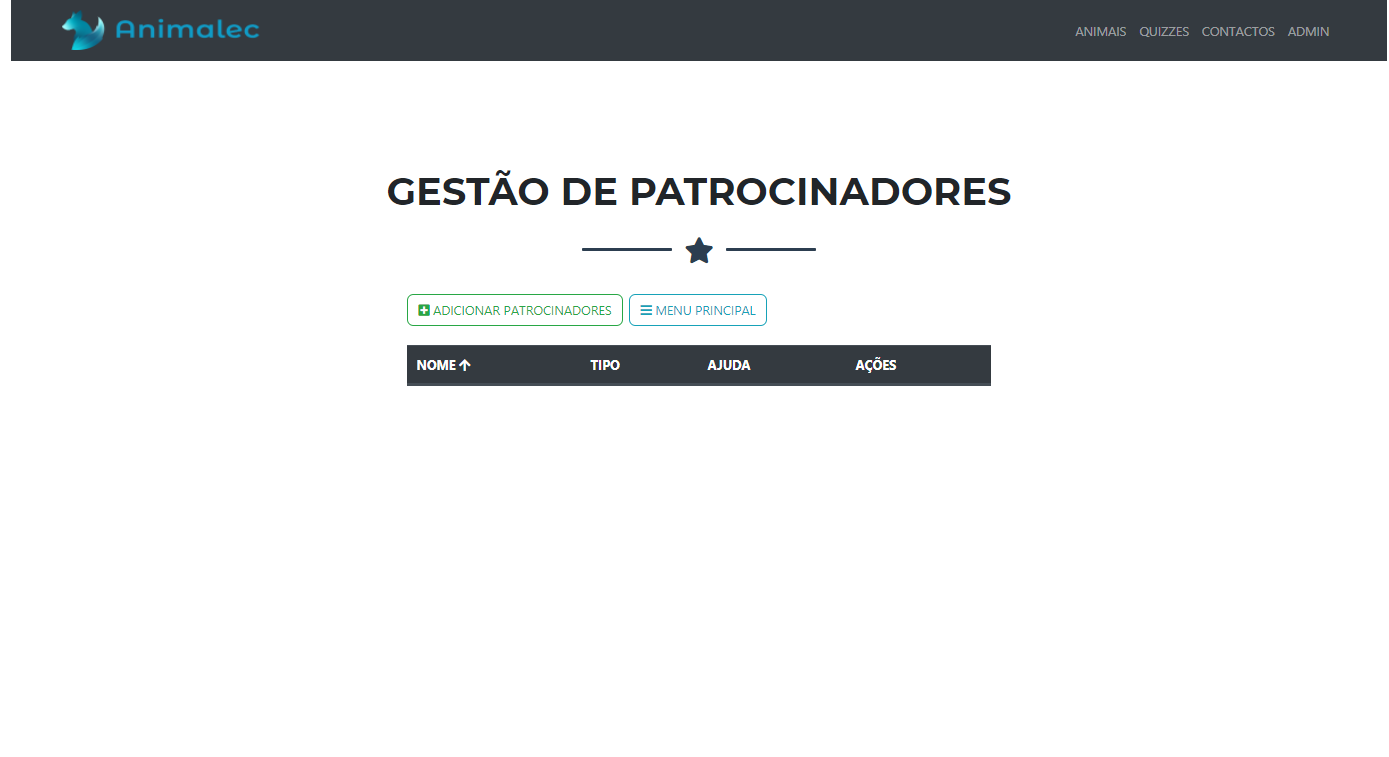 Animalec
ANIMAIS QUIZZES CONTACTOS ADMIN
GESTÃO DE PATROCINADORES
ADICIONAR PATROCINADORES MENU PRINCIPAL
NOME TIPO AJUDA AÇÕES